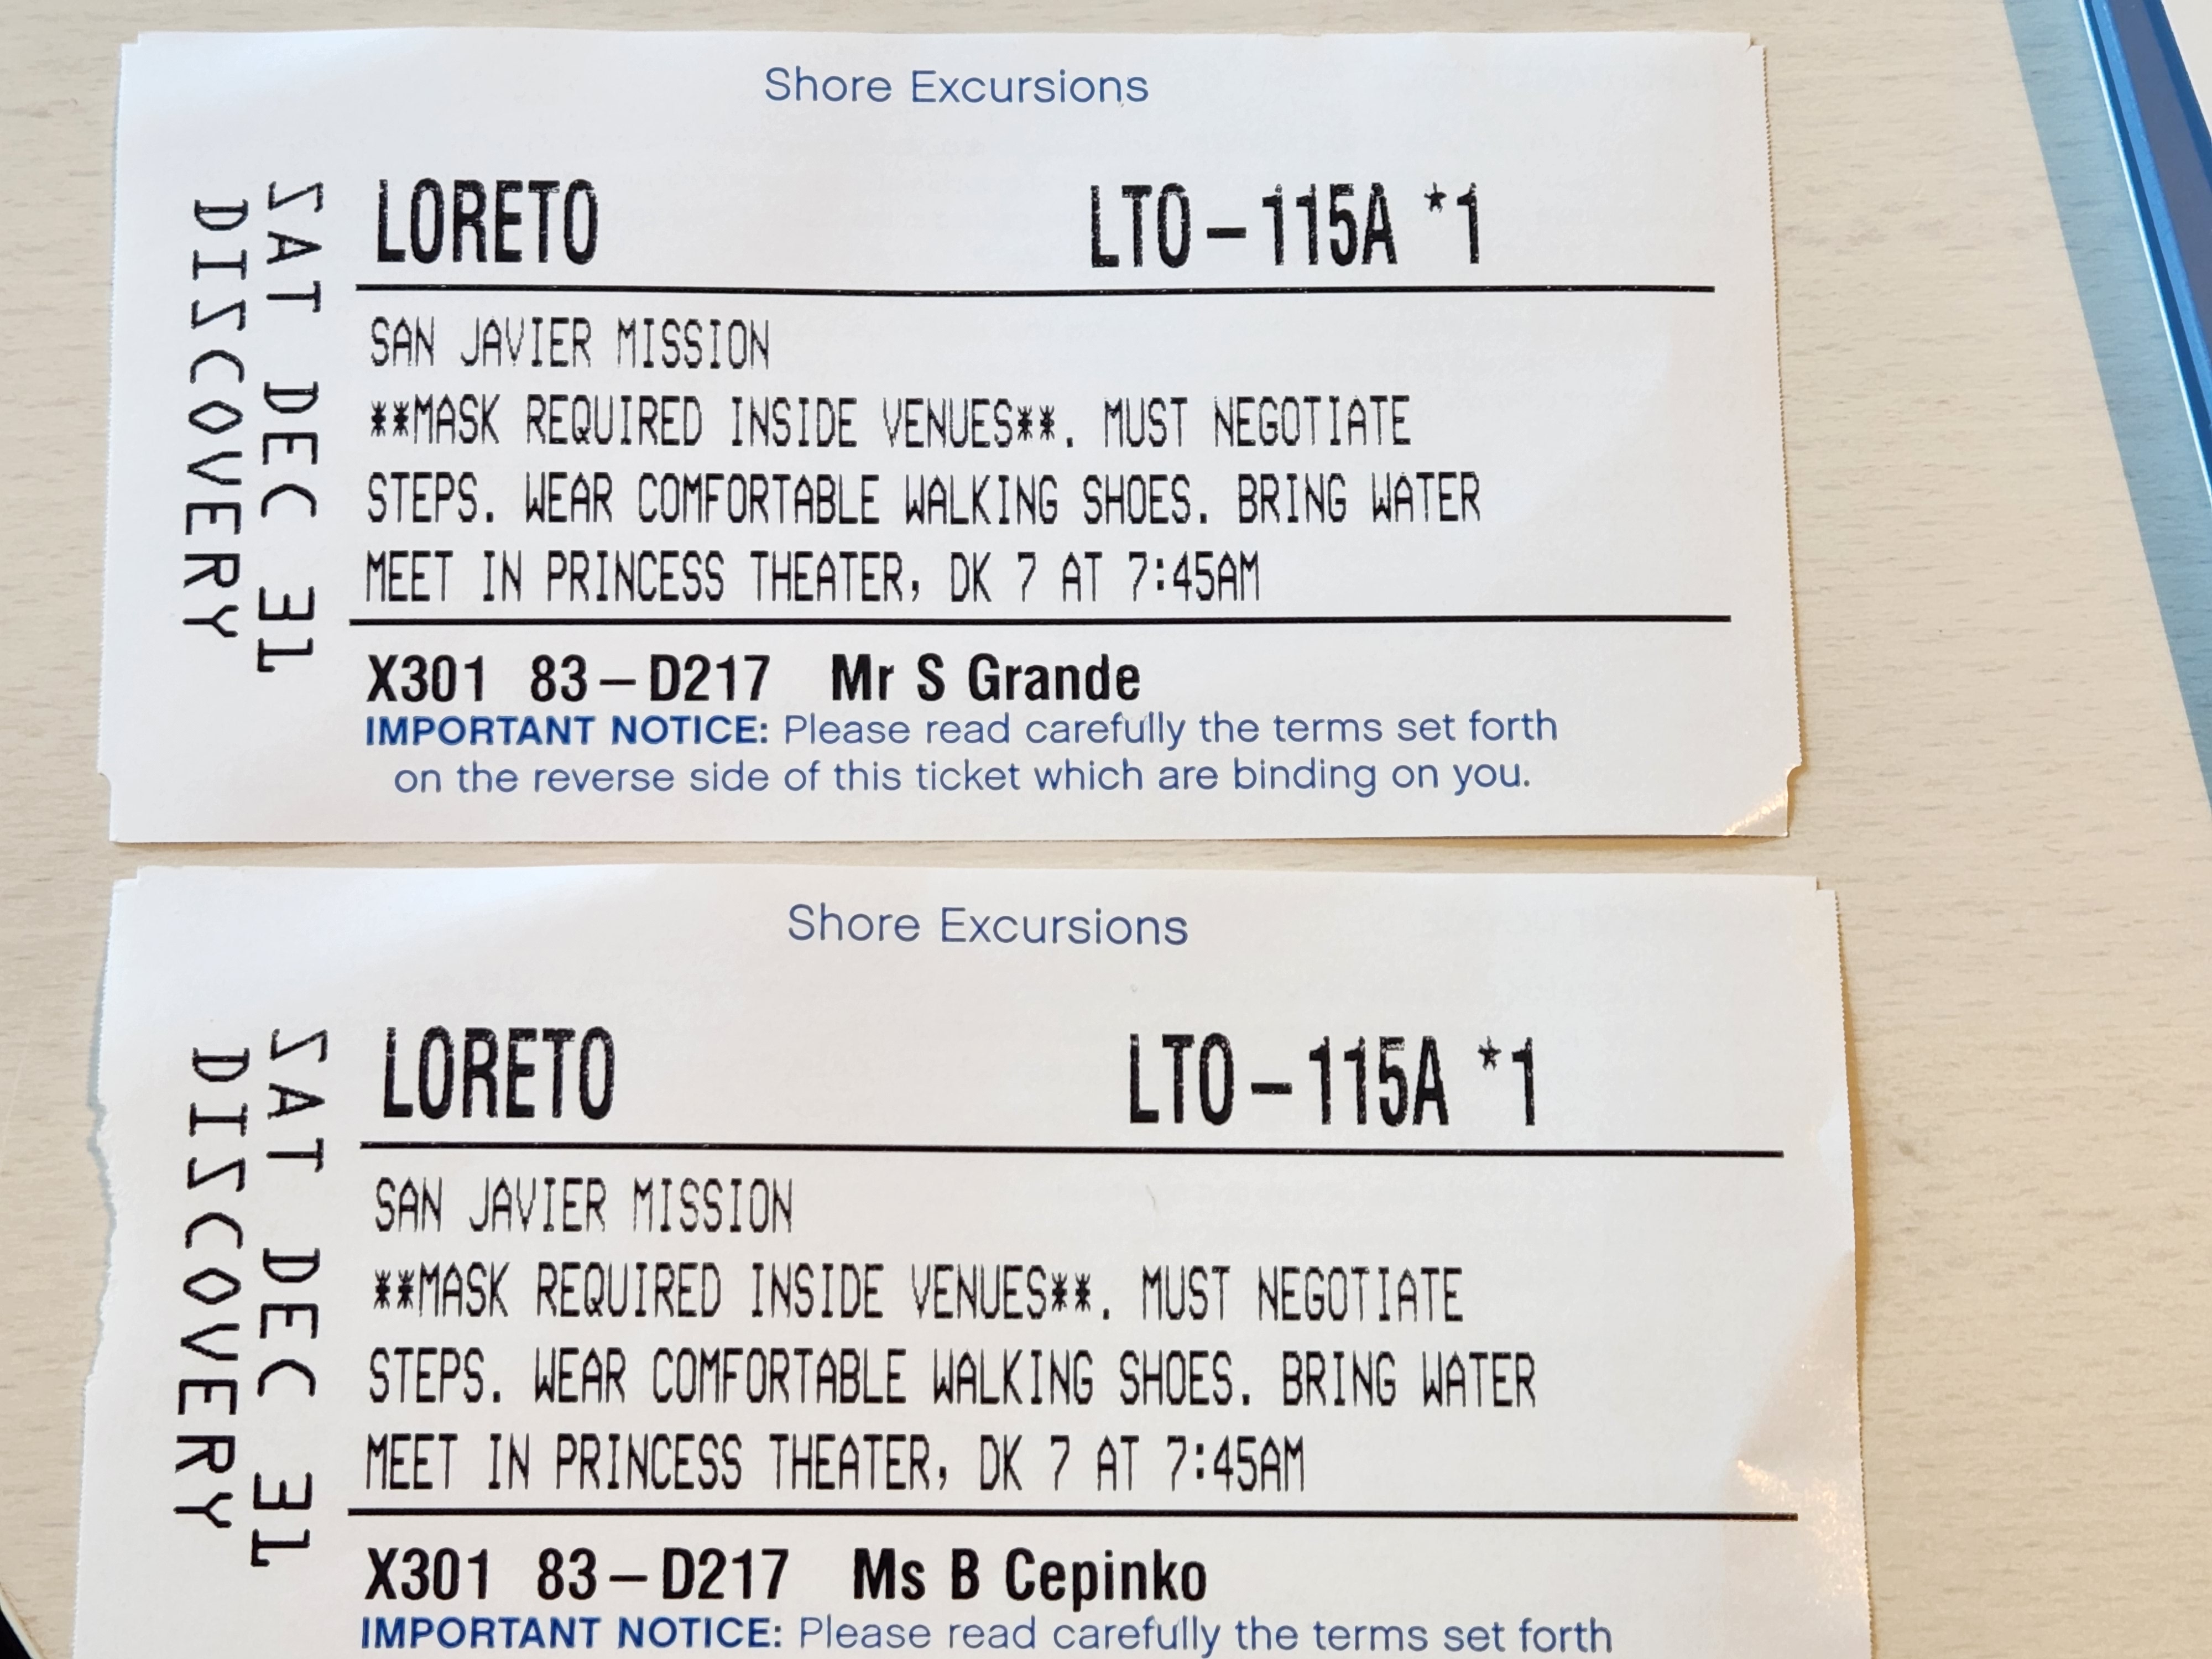 Shore Excursions
LORETO LTO-115A *1
SAN JAVIER MISSION
**MASK REQUIRED INSIDE VENUES**. MUST NEGOTIATE
STEPS. WEAR COMFORTABLE WALKING SHOES. BRING WATER
MEET IN PRINCESS THEATER, DK 7 AT 7:45AM
X301 83-D217 Mr S Grande
IMPORTANT NOTICE: Please read carefully the terms set forth
on the reverse side of this ticket which are binding on you.
SAT DEC 31
DISCOVERY
Shore Excursions
LORETO LTO-115A *1
SAN JAVIER MISSION
**MASK REQUIRED INSIDE VENUES**. MUST NEGOTIATE
STEPS. WEAR COMFORTABLE WALKING SHOES. BRING WATER
MEET IN PRINCESS THEATER, DK 7 AT 7:45AM
X301 83-D217 Ms B Cepinko
IMPORTANT NOTICE: Please read carefully the terms set forth
SAT DEC 31
DISCOVERY